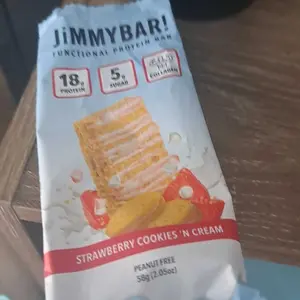 JiMMYBAR!
FUNCTIONAL PROTEIN BAR
18g
PROTEIN
5g
SUGAR
COLLAGEN
STRAWBERRY COOKIES 'N CREAM
PEANUT FREE
58g (2.05oz)